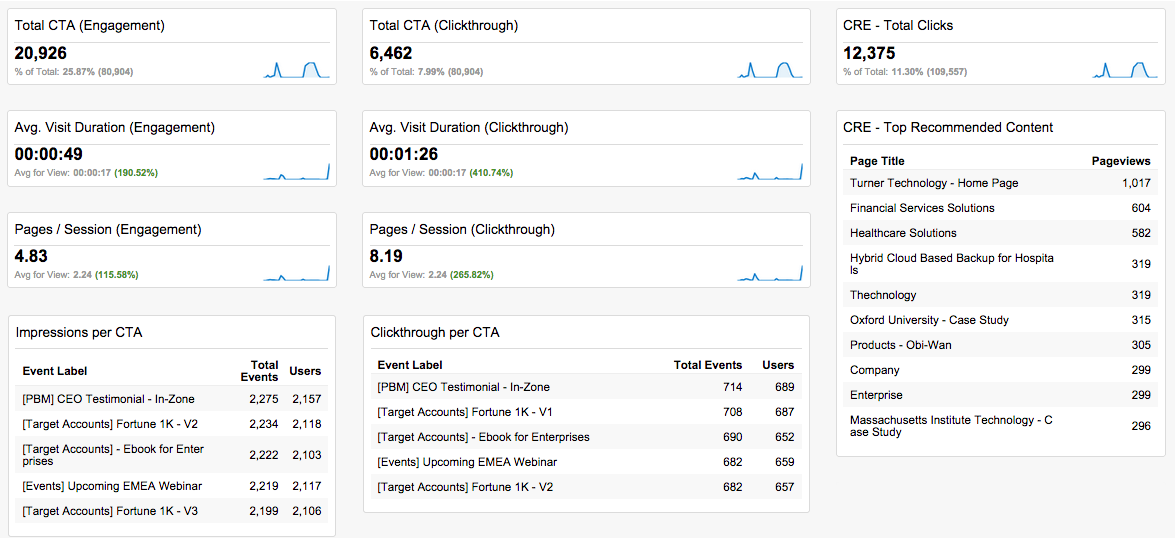 Total CTA (Engagement)
20,926
% of Total: 25.87% (80,904)
Total CTA (Clickthrough)
6,462
% of Total: 7.99% (80,904)
CRE - Total Clicks
12,375
% of Total: 11.30% (109,557)
Avg. Visit Duration (Engagement)
00:00:49
Avg for View: 00:00:17 (190.52%)
Avg. Visit Duration (Clickthrough)
00:01:26
Avg for View: 00:00:17 (410.74%)
Pages / Session (Engagement)
4.83
Avg for View: 2.24 (115.58%)
Pages / Session (Clickthrough)
8.19
Avg for View: 2.24 (265.82%)
CRE - Top Recommended Content
Page Title Pageviews
Turner Technology - Home Page 1,017
Financial Services Solutions 604
Healthcare Solutions 582
Hybrid Cloud Based Backup for Hospita
ls 319
Thechnology 319
Oxford University - Case Study 315
Products - Obi-Wan 305
Company 299
Enterprise 299
Massachusetts Institute Technology - C
ase Study 296
Impressions per CTA
Event Label Total
Events Users
[PBM] CEO Testimonial - In-Zone 2,275 2,157
[Target Accounts] Fortune 1K - V2 2,234 2,118
[Target Accounts] - Ebook for Enter
prises 2,222 2,103
[Events] Upcoming EMEA Webinar 2,219 2,117
[Target Accounts] Fortune 1K - V3 2,199 2,106
Clickthrough per CTA
Event Label Total Events Users
[PBM] CEO Testimonial - In-Zone 714 689
[Target Accounts] Fortune 1K - V1 708 687
[Target Accounts] - Ebook for Enterprises 690 652
[Events] Upcoming EMEA Webinar 682 659
[Target Accounts] Fortune 1K - V2 682 657